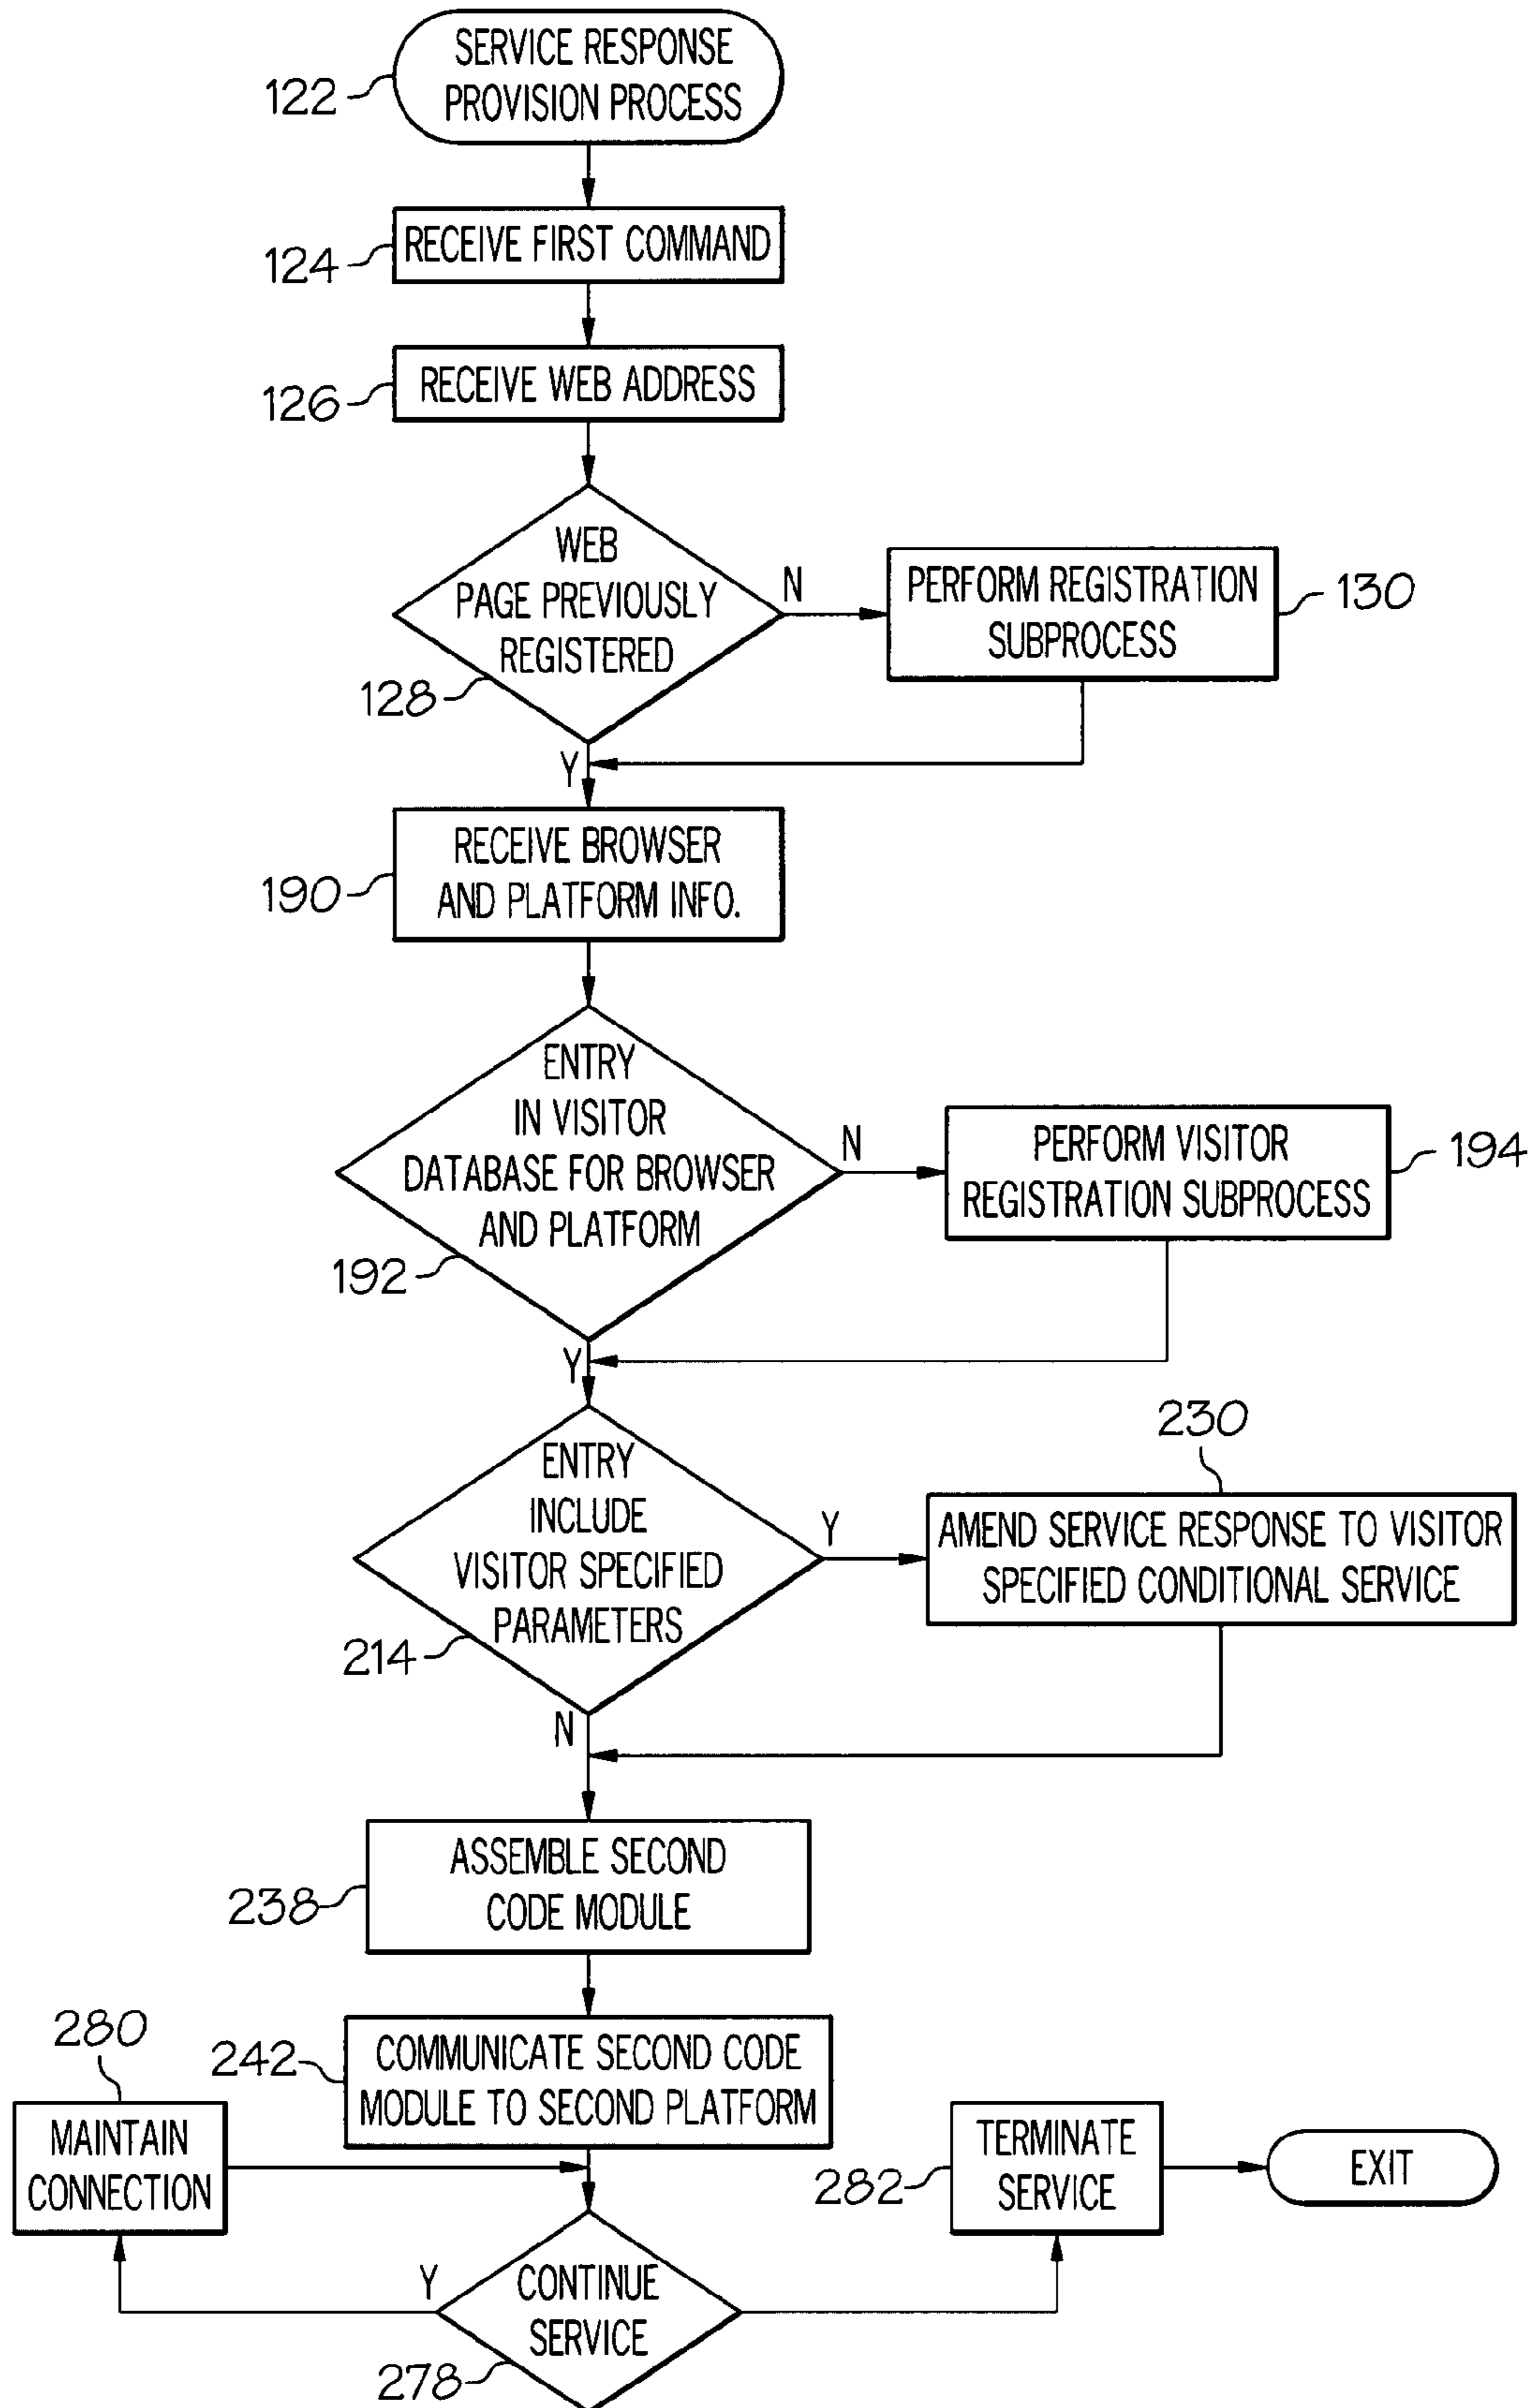 SERVICE RESPONSE
PROVISION PROCESS
122
RECEIVE FIRST COMMAND
124
RECEIVE WEB ADDRESS
126
WEB
PAGE PREVIOUSLY
REGISTERED
128
N
PERFORM REGISTRATION
SUBPROCESS
130
Y
RECEIVE BROWSER
AND PLATFORM INFO.
190
ENTRY
IN VISITOR
DATABASE FOR BROWSER
AND PLATFORM
192
N
PERFORM VISITOR
REGISTRATION SUBPROCESS
194
Y
ENTRY
INCLUDE
VISITOR SPECIFIED
PARAMETERS
214
Y
230
AMEND SERVICE RESPONSE TO VISITOR
SPECIFIED CONDITIONAL SERVICE
N
ASSEMBLE SECOND
CODE MODULE
238
COMMUNICATE SECOND CODE
MODULE TO SECOND PLATFORM
242
280
MAINTAIN
CONNECTION
TERMINATE
SERVICE
282
EXIT
Y
CONTINUE
SERVICE
278